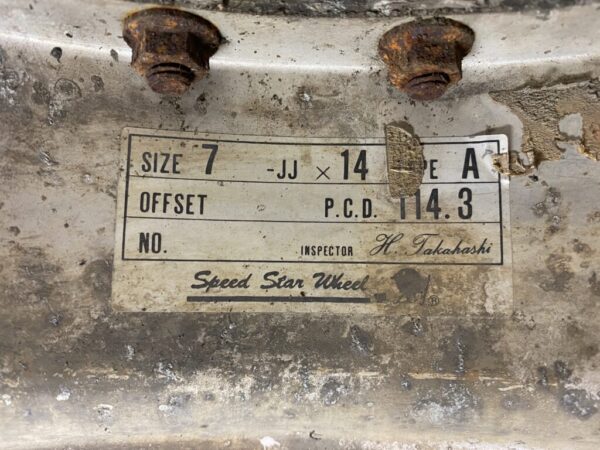 SIZE 7 -JJ × 14 PE A
OFFSET P.C.D. 114.3
NO. INSPECTOR H. Takahashi
Speed Star Wheel ®